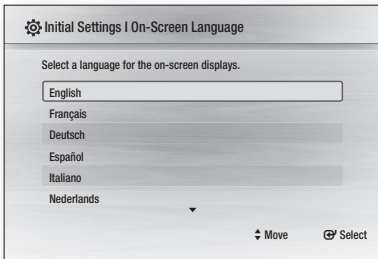 Initial Settings I On-Screen Language
Select a language for the on-screen displays.
English
Français
Deutsch
Español
Italiano
Nederlands
Move Select